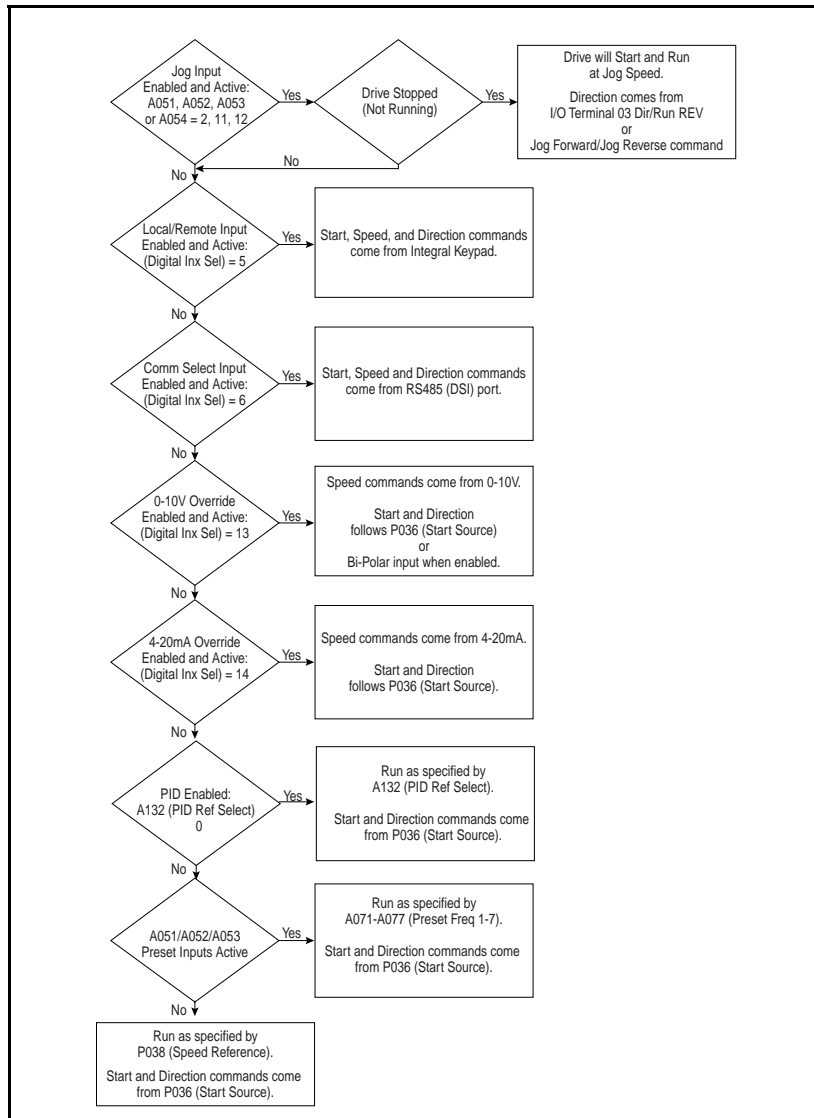 Jog Input
Enabled and Active:
A051, A052, A053
or A054 = 2, 11, 12
Yes
Drive Stopped
(Not Running)
Yes
Drive will Start and Run
at Jog Speed.
Direction comes from
I/O Terminal 03 Dir/Run REV
or
Jog Forward/Jog Reverse command
No
No
Local/Remote Input
Enabled and Active:
(Digital Inx Sel) = 5
Yes
Start, Speed, and Direction commands
come from Integral Keypad.
No
Comm Select Input
Enabled and Active:
(Digital Inx Sel) = 6
Yes
Start, Speed and Direction commands
come from RS485 (DSI) port.
No
0-10V Override
Enabled and Active:
(Digital Inx Sel) = 13
Yes
Speed commands come from 0-10V.
Start and Direction
follows P036 (Start Source)
or
Bi-Polar input when enabled.
No
4-20mA Override
Enabled and Active:
(Digital Inx Sel) = 14
Yes
Speed commands come from 4-20mA.
Start and Direction
follows P036 (Start Source).
No
PID Enabled:
A132 (PID Ref Select)
0
Yes
Run as specified by
A132 (PID Ref Select).
Start and Direction commands come
from P036 (Start Source).
No
A051/A052/A053
Preset Inputs Active
Yes
Run as specified by
A071-A077 (Preset Freq 1-7).
Start and Direction commands come
from P036 (Start Source).
No
Run as specified by
P038 (Speed Reference).
Start and Direction commands come
from P036 (Start Source).